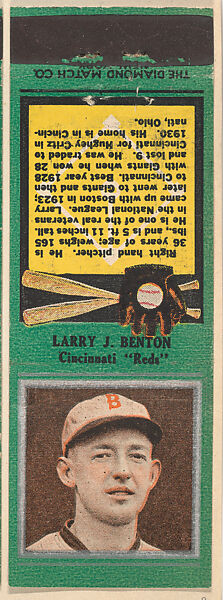 THE DIAMOND MATCH CO.
Right hand pitcher. He is
36 years of age; weighs 165
lbs., and is 5 ft. 11 inches tall
He is one of the real veterans
in the National League. Larry
came up with Boston in 1923;
later went to Giants and then
to Cincinnati. Best year 1928
with Giants when he won 28
and lost 9. He was traded to
Cincinnati for Hughey Critz in
1930. His home is in Cincin-
nati, Ohio.
LARRY J. BENTON
Cincinnati "Reds"
B